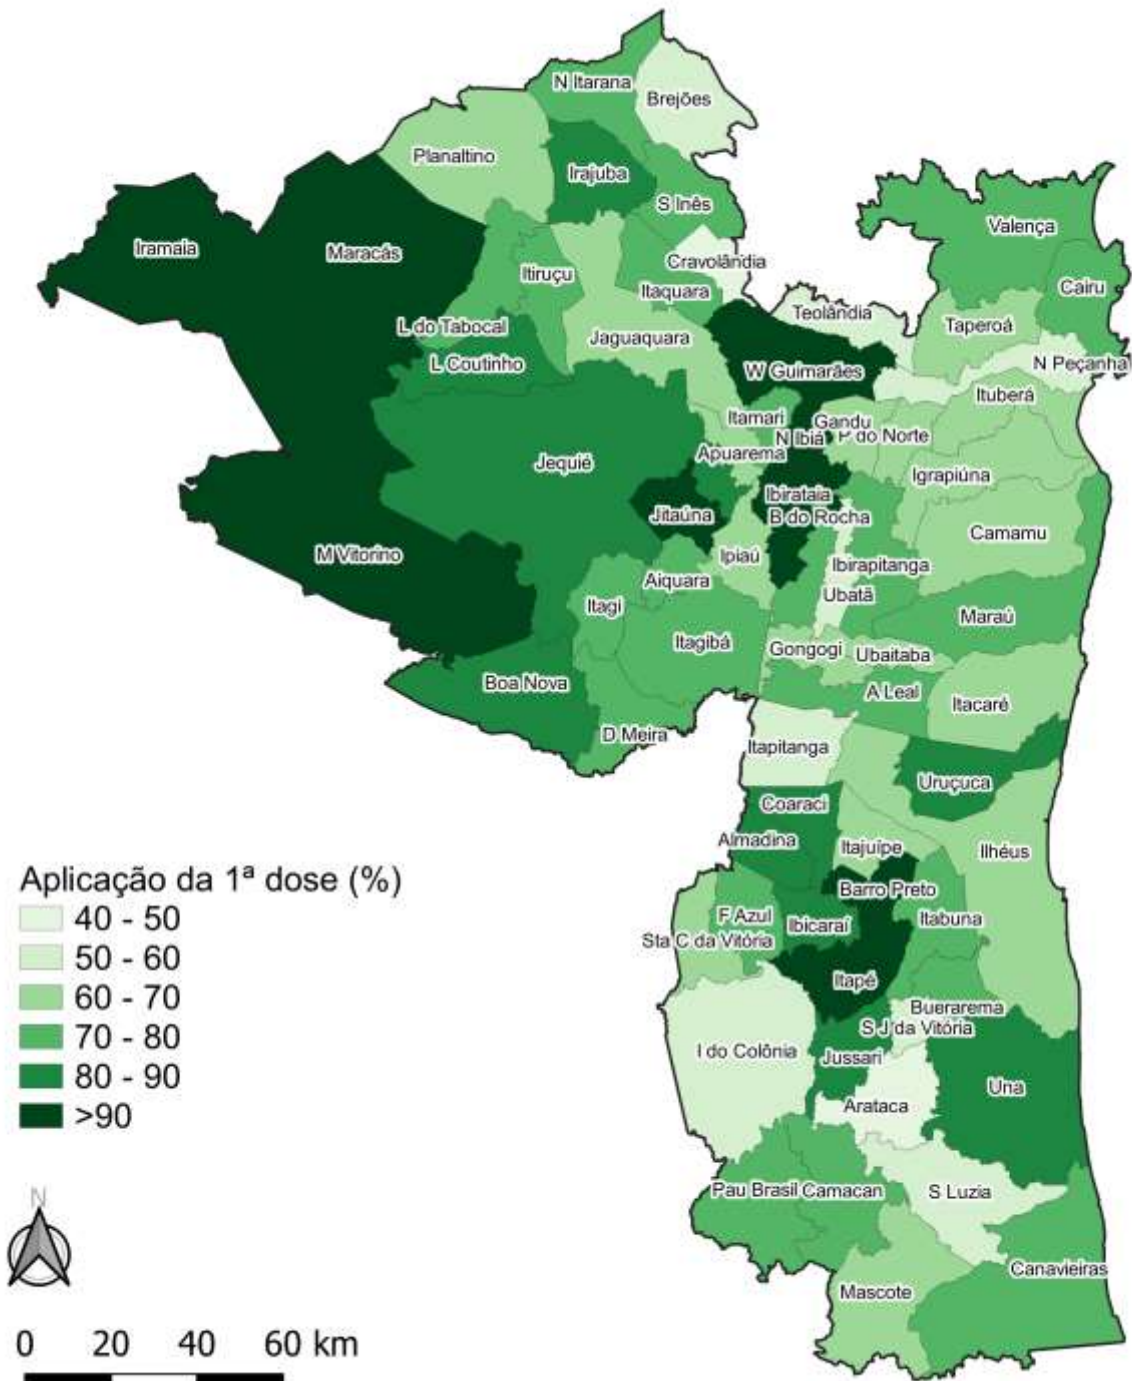 N Itarana
Brejões
Planaltino
Irajuba
S Inês
Valença
Iramaia
Maracás
Cravolândia
Itiruçu
Itaquara
Cairu
Teolândia
L do Tabocal
Jaguaquara
Taperoá
L Coutinho
W Guimarães
N Peçanha
Ituberá
Itamari
Gandu
N Ibiá
P do Norte
Apuarema
Jequié
Igrapiúna
Ibirataia
Jitaúna
B do Rocha
Camamu
M Vitorino
Ipiaú
Ibirapitanga
Aiquara
Ubatã
Itagi
Maraú
Itagibá
Gongogi
Ubaitaba
Boa Nova
A Leal
Itacaré
D Meira
Itapitanga
Uruçuca
Coaraci
Almadina
Itajuípe
Ilhéus
Barro Preto
F Azul
Ibicaraí
Itabuna
Sta C da Vitória
Itapé
Buerarema
S J da Vitória
I do Colônia
Jussari
Una
Arataca
Pau Brasil
Camacan
S Luzia
Canavieiras
Mascote
Aplicação da 1ª dose (%)
40 - 50
50 - 60
60 - 70
70 - 80
80 - 90
>90
N
0 20 40 60 km